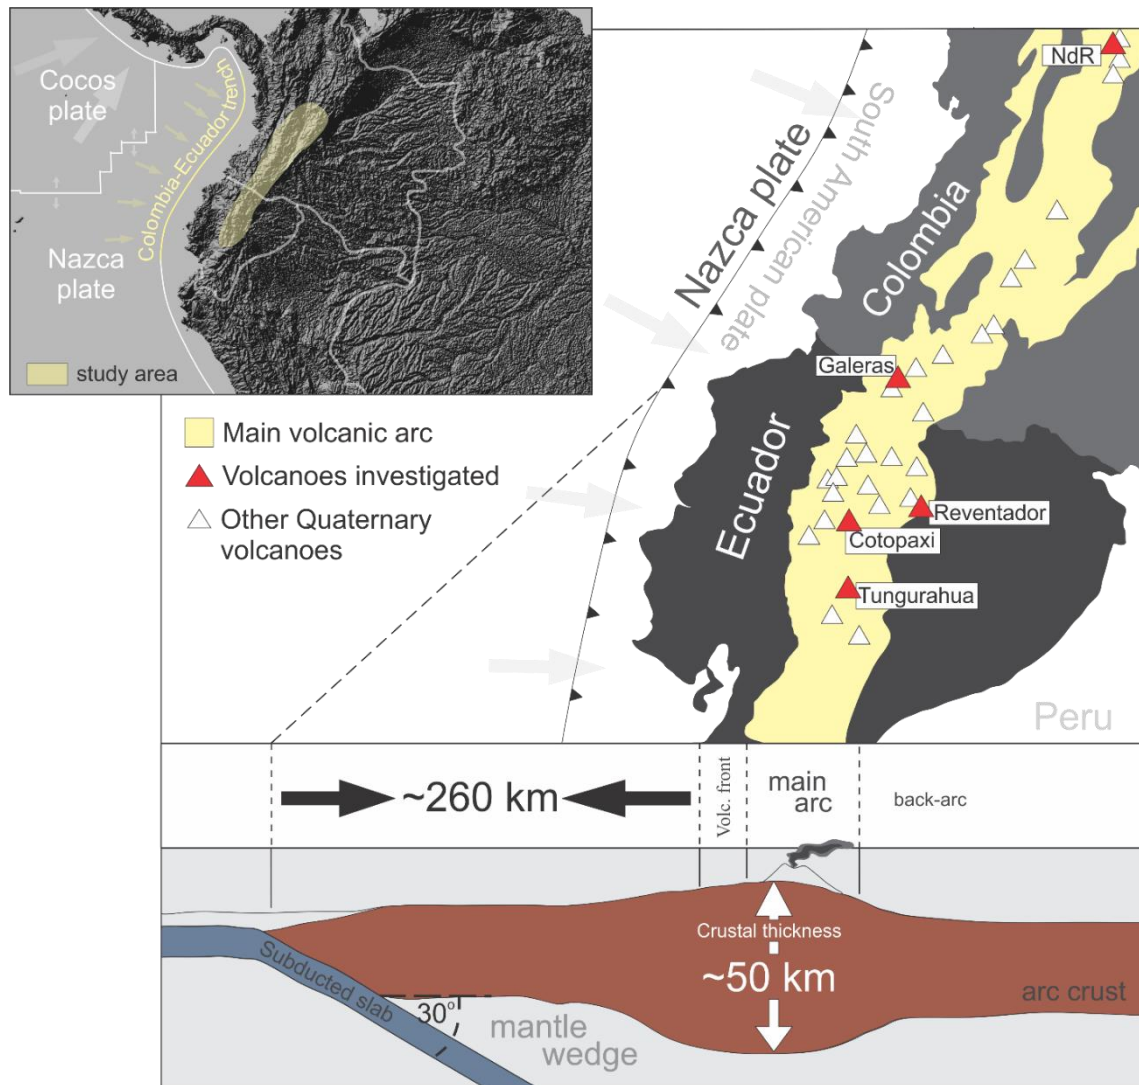 Cocos
plate
Colombia-Ecuador trench
Nazca
plate
study area
Main volcanic arc
Volcanoes investigated
Other Quaternary
volcanoes
NdR
Nazca plate
South American plate
Colombia
Galeras
Ecuador
Reventador
Cotopaxi
Tungurahua
Peru
~260 km
Volc. front
main
arc
back-arc
Subducted slab
30°
mantle
wedge
Crustal thickness
~50 km
arc crust